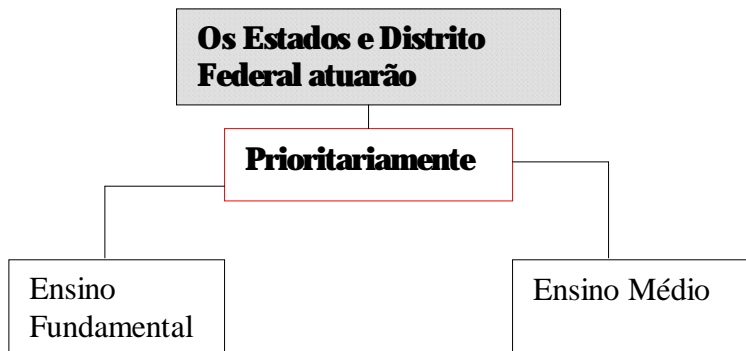 Os Estados e Distrito
Federal atuarão
Prioritariamente
Ensino
Fundamental
Ensino Médio